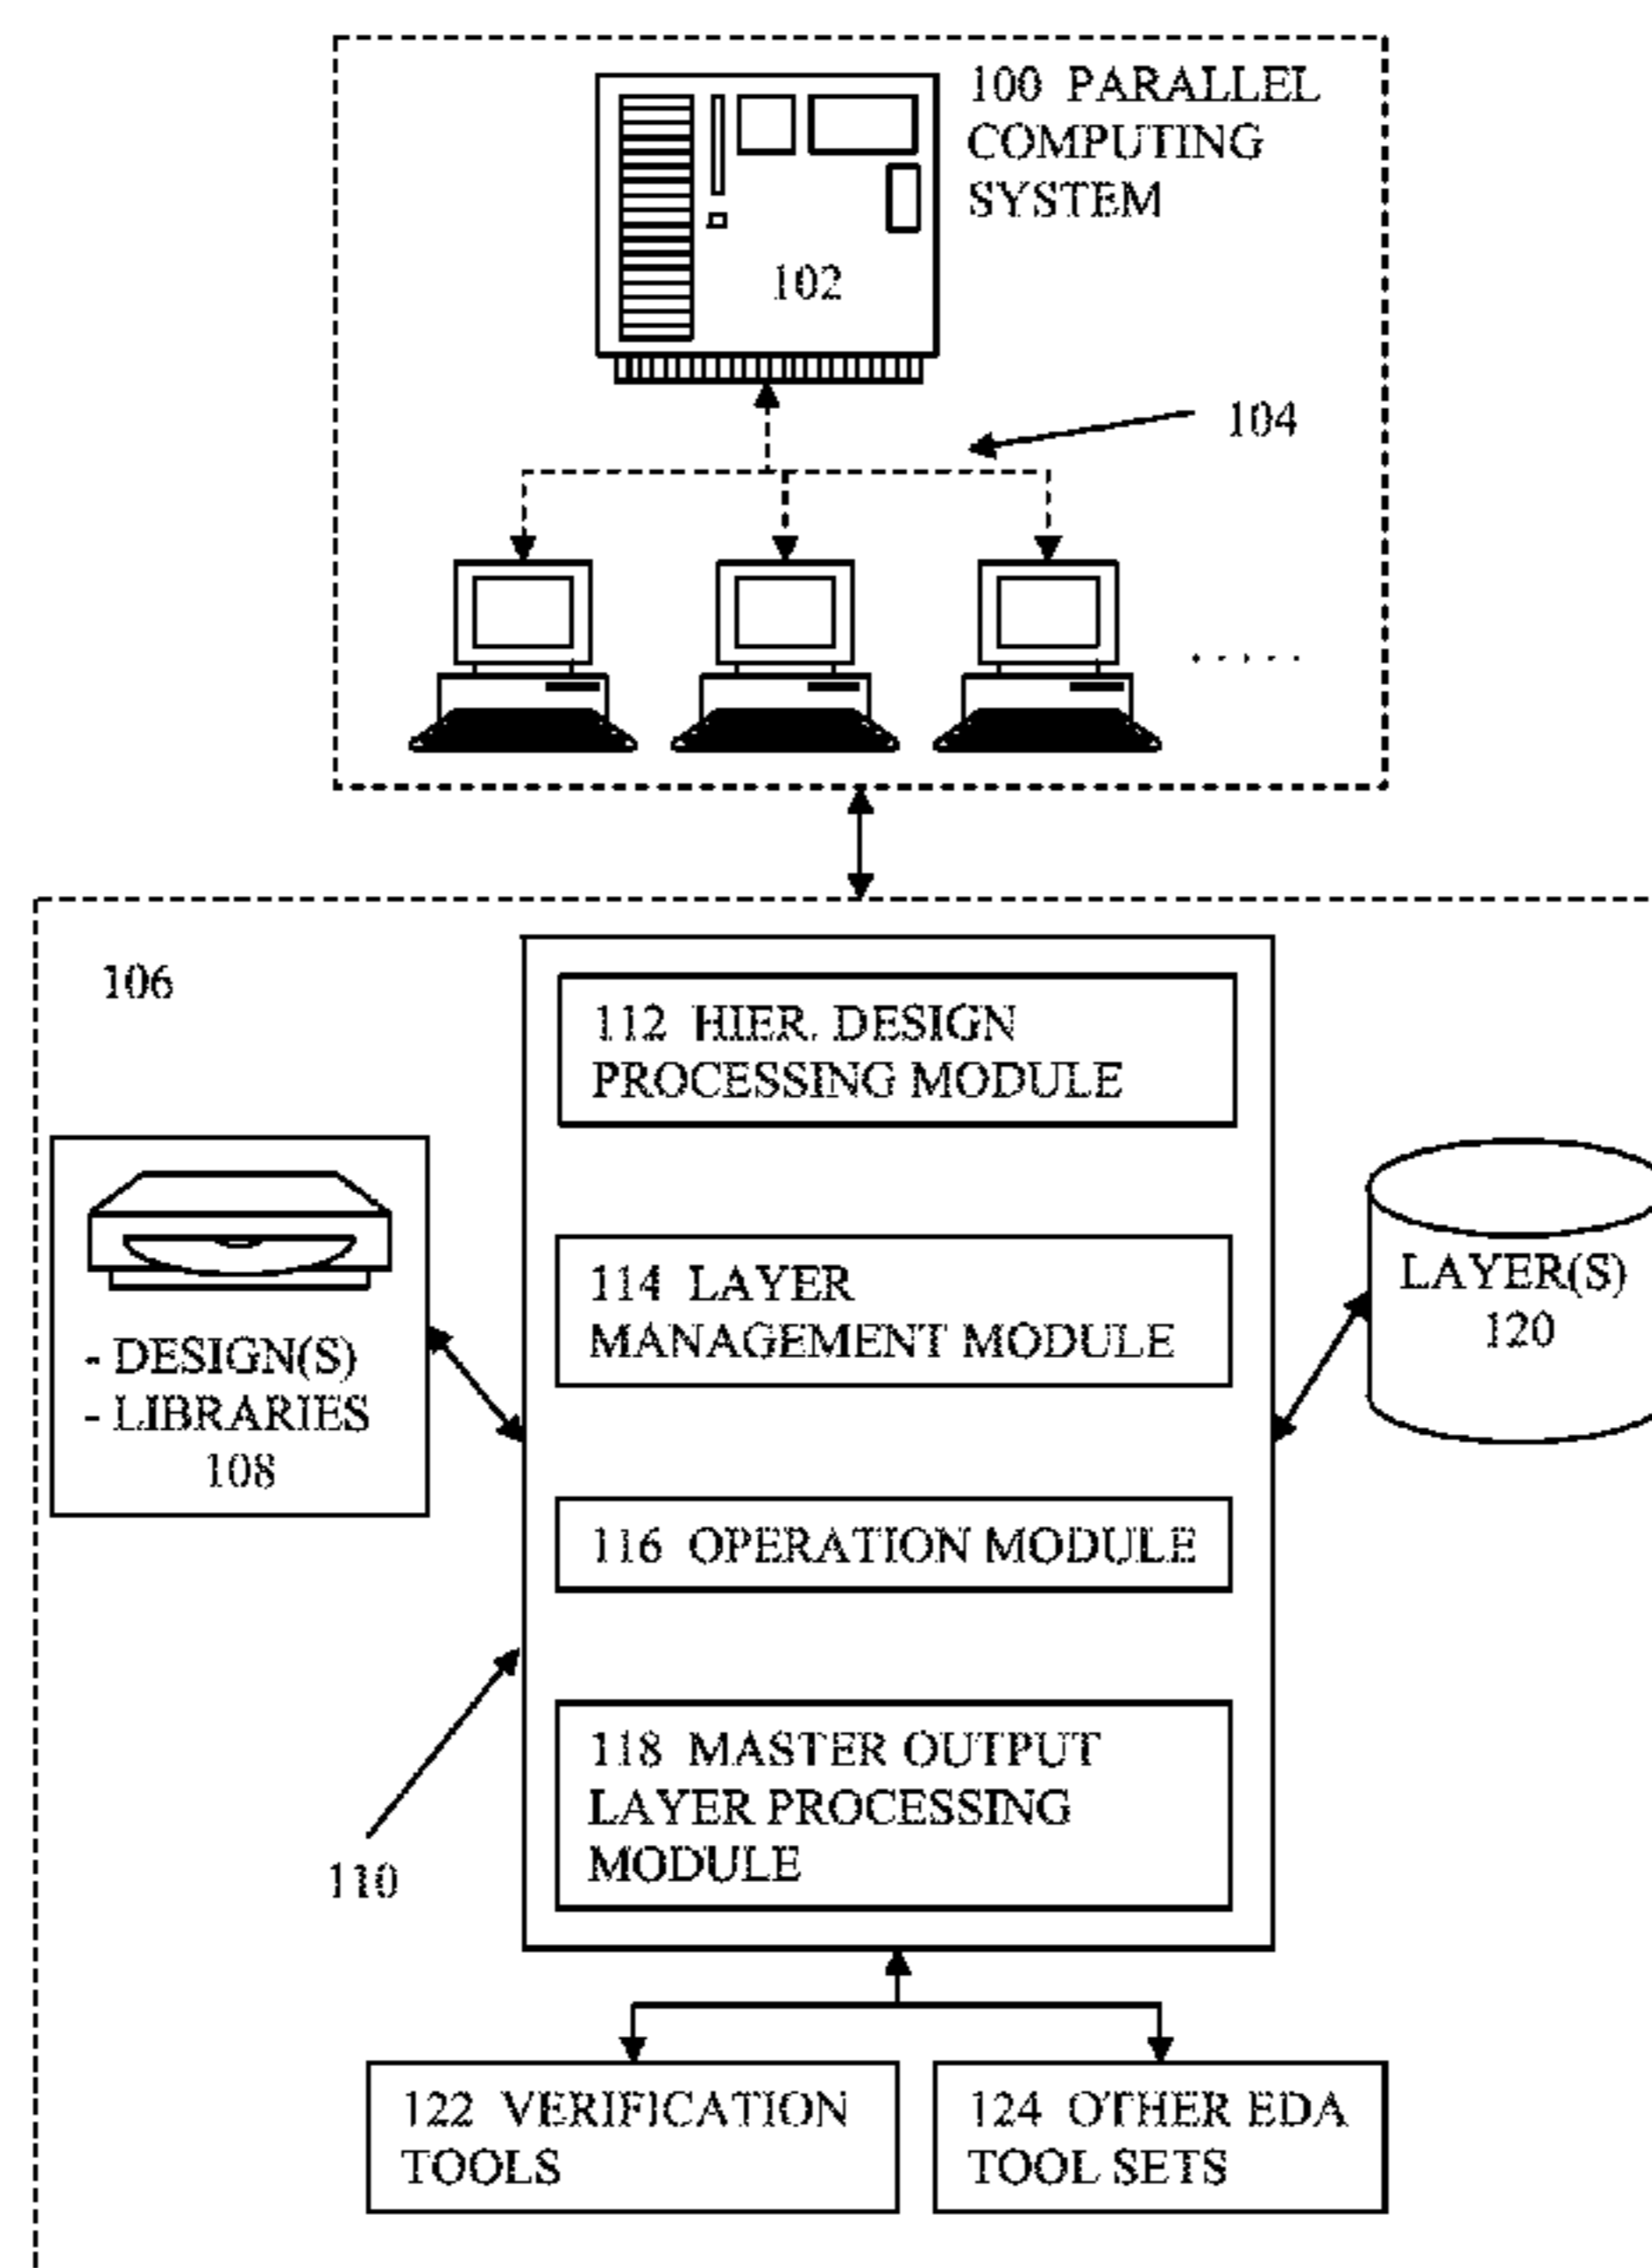 100 PARALLEL
COMPUTING
SYSTEM
102
104
106
112 HIER. DESIGN
PROCESSING MODULE
114 LAYER
MANAGEMENT MODULE
LAYER(S)
120
- DESIGN(S)
- LIBRARIES
108
116 OPERATION MODULE
118 MASTER OUTPUT
LAYER PROCESSING
MODULE
110
122 VERIFICATION
TOOLS
124 OTHER EDA
TOOL SETS